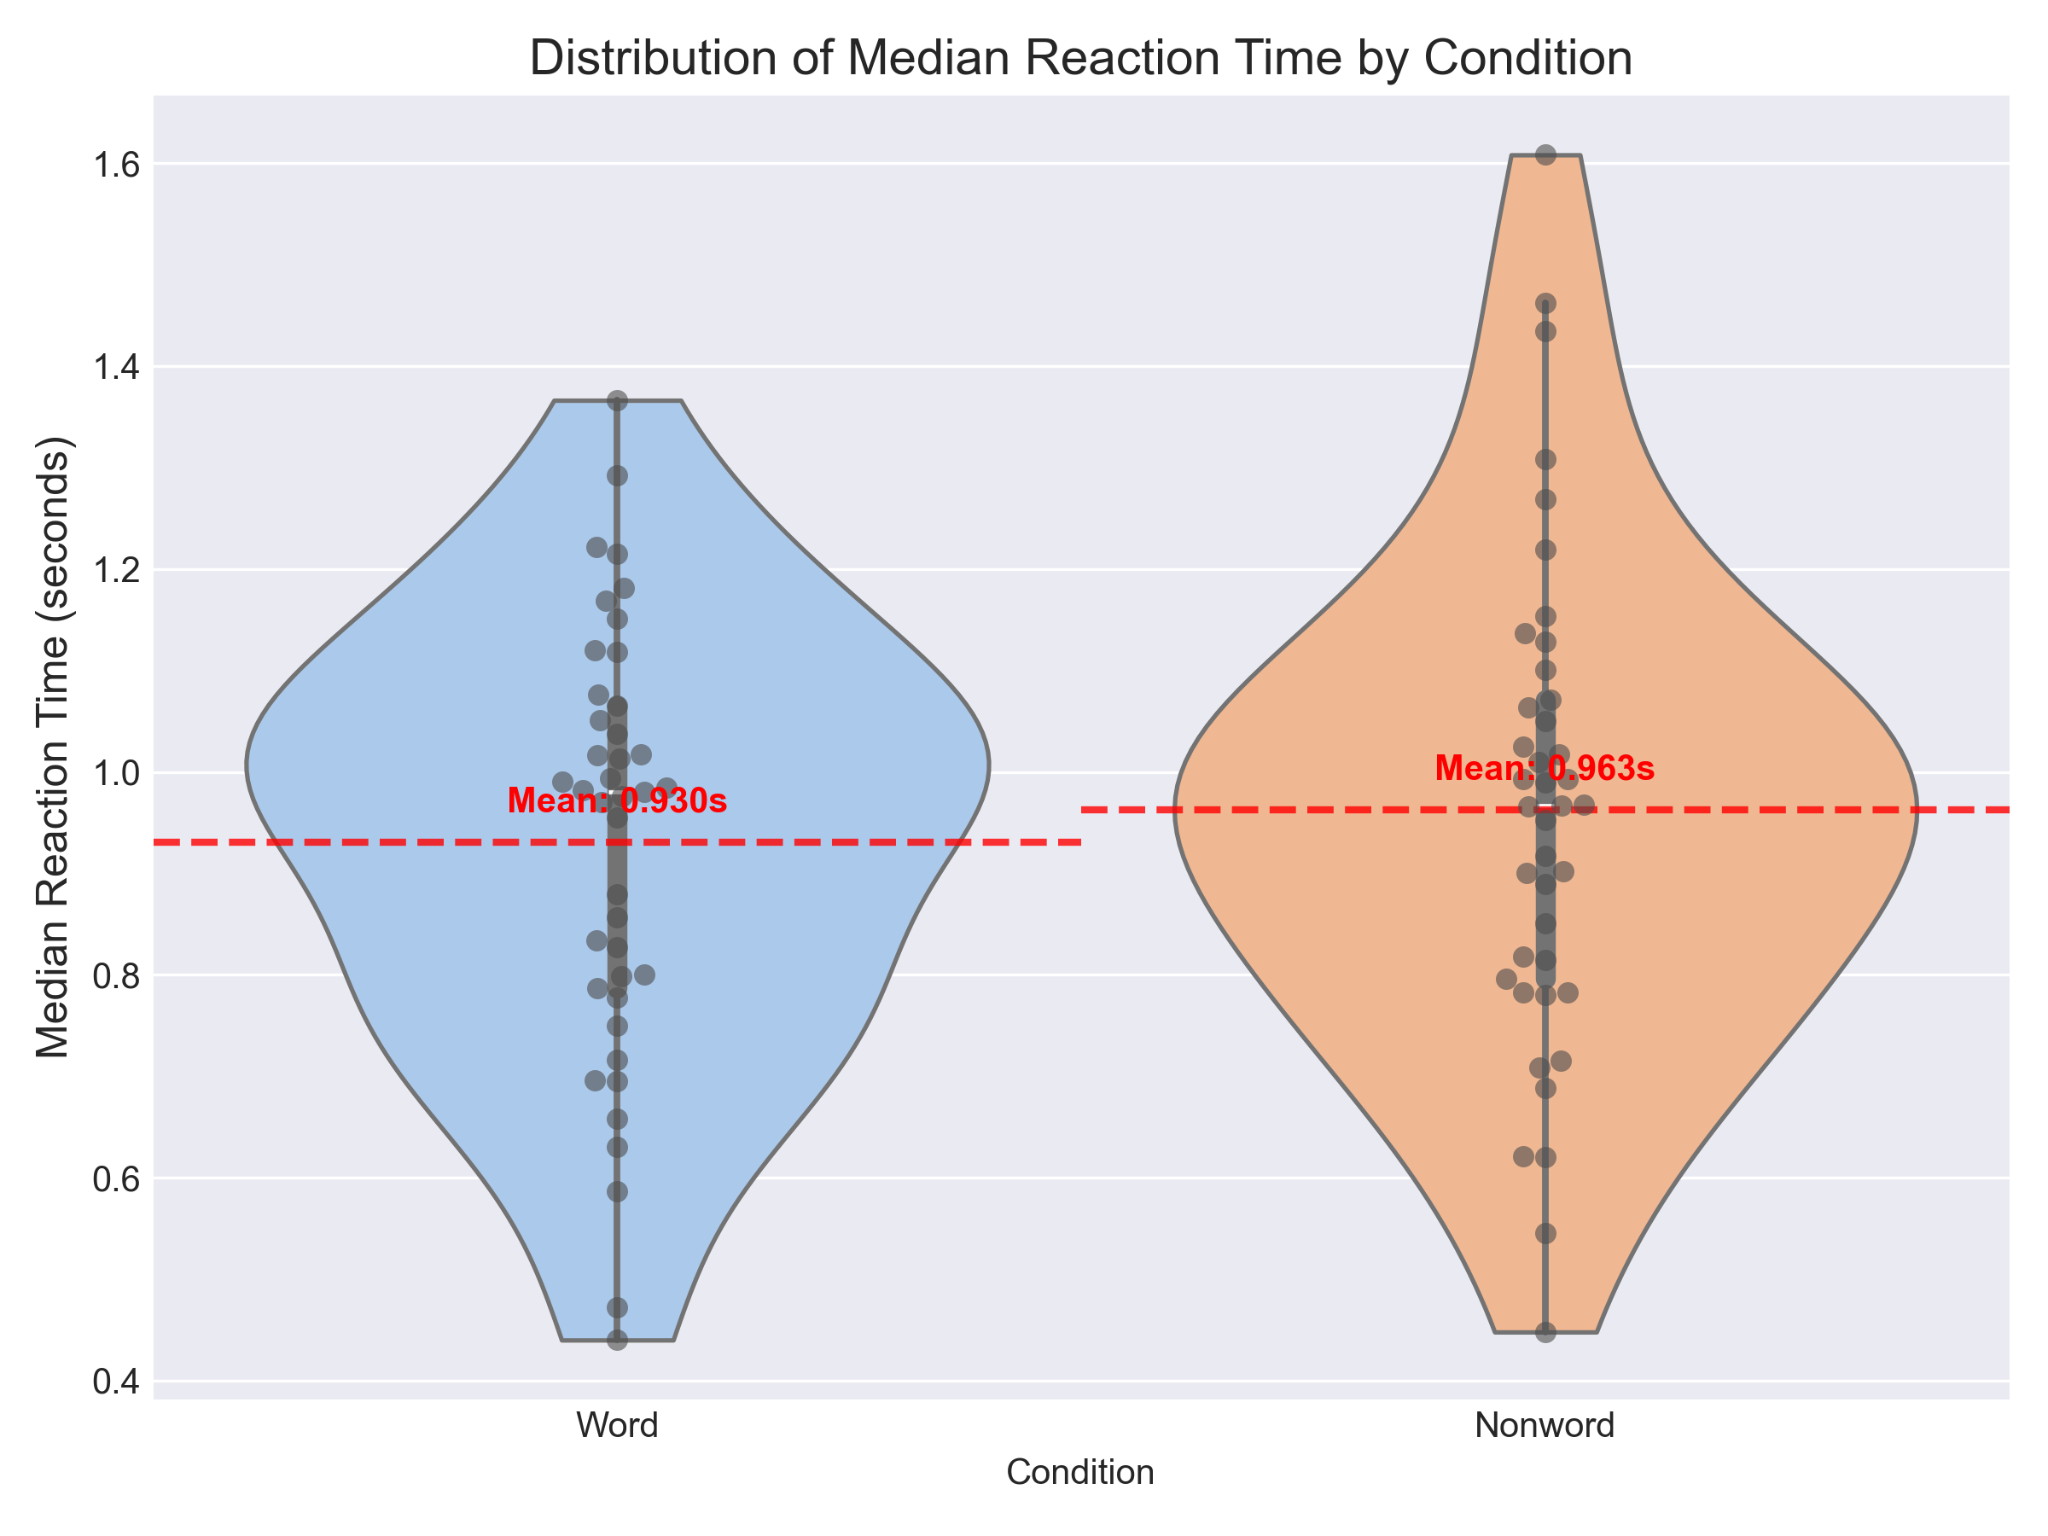 Distribution of Median Reaction Time by Condition
Median Reaction Time (seconds)
1.6
1.4
1.2
1.0
0.8
0.6
0.4
Mean: 0.930s
Mean: 0.963s
Word
Nonword
Condition